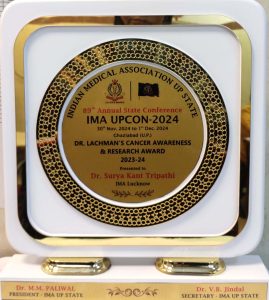 INDIAN MEDICAL ASSOCIATION UP STATE
89th Annual State Conference
IMA UPCON-2024
30th Nov. 2024 to 1st Dec. 2024
Ghaziabad (U.P.)
DR. LACHMAN'S CANCER AWARENESS
& RESEARCH AWARD
2023-24
Presented to
Dr. Surya Kant Tripathi
IMA Lucknow
Dr. M.M. PALIWAL
PRESIDENT - IMA UP STATE
Dr. V.B. Jindal
SECRETARY - IMA UP STATE